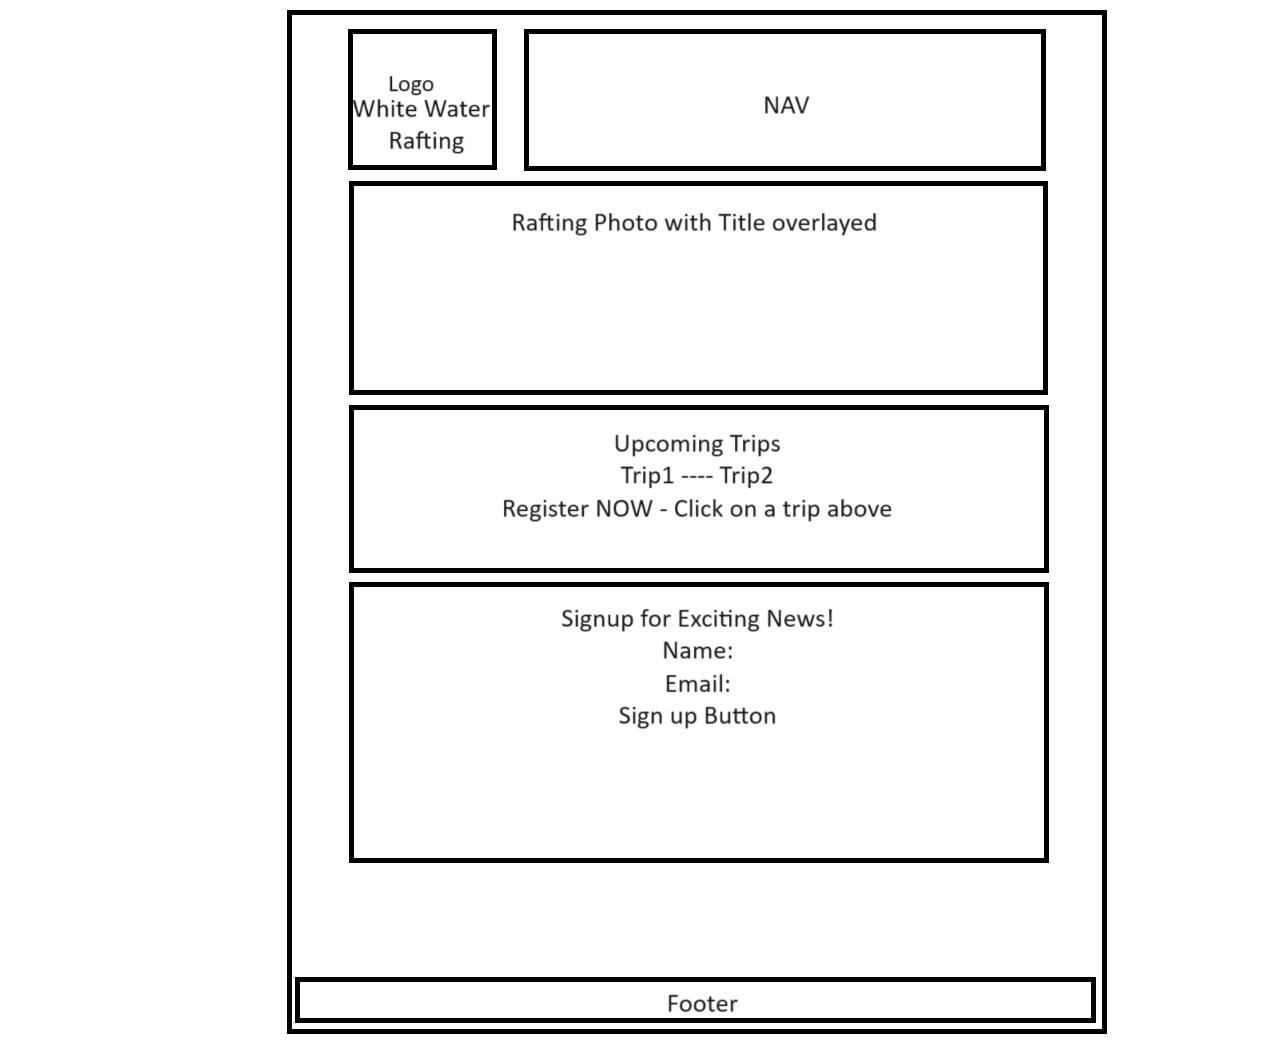 Logo
White Water
Rafting
NAV
Rafting Photo with Title overlayed
Upcoming Trips
Trip1 ---- Trip2
Register NOW - Click on a trip above
Signup for Exciting News!
Name:
Email:
Sign up Button
Footer